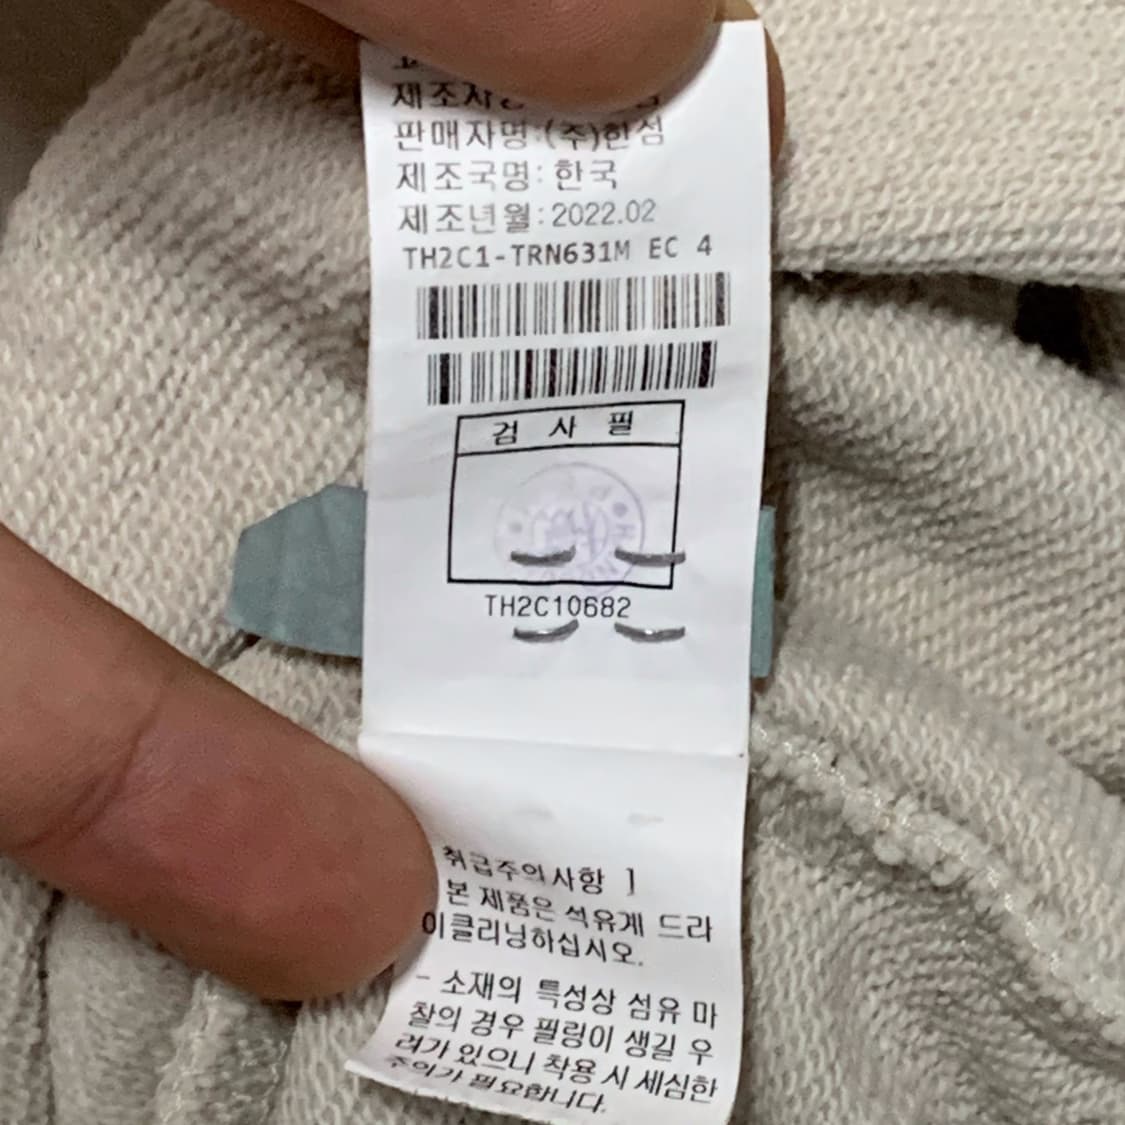 제조자명
판매자명:(주)한섬
제조국명:한국
제조년월:2022.02
TH2C1-TRN631M EC 4
검 사 필
TH2C10682
취급주의사항 ]
본 제품은 석유계 드라
이클리닝하십시오.
- 소재의 특성상 섬유 마
찰의 경우 필링이 생길 우
려가 있으니 착용 시 세심한
주의가 필요합니다.